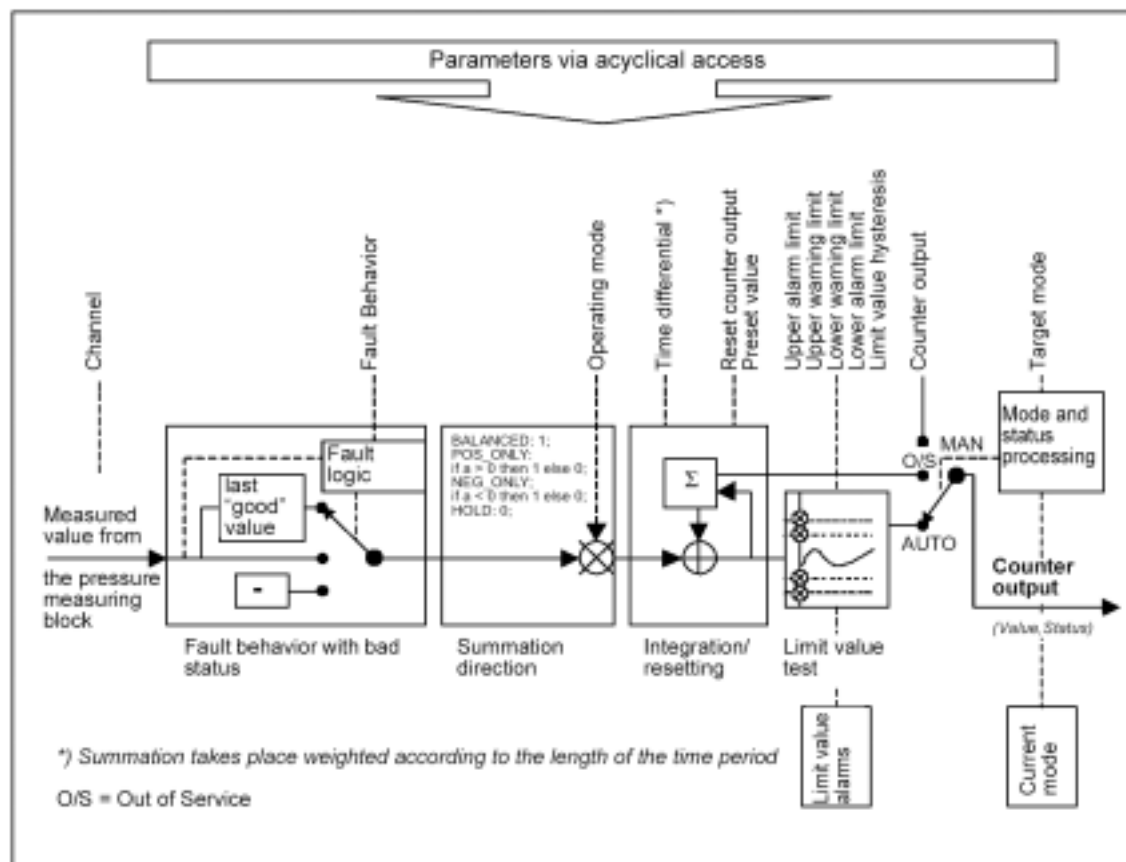 Parameters via acyclical access
Channel
Fault Behavior
Operating mode
Time differential *)
Reset counter output
Preset value
Upper alarm limit
Upper warning limit
Lower warning limit
Lower alarm limit
Limit value hysteresis
Counter output
Target mode
Measured
value from
the pressure
measuring
block
last
"good"
value
Fault
logic
-
BALANCED: 1;
POS_ONLY:
if a > 0 then 1 else 0;
NEG_ONLY:
if a < 0 then 1 else 0;
HOLD: 0;
Σ
MAN
O/S
AUTO
Mode and
status
processing
Counter
output
(Value, Status)
Fault behavior with bad
status
Summation
direction
Integration/
resetting
Limit value
test
Limit value
alarms
Current
mode
*) Summation takes place weighted according to the length of the time period
O/S = Out of Service